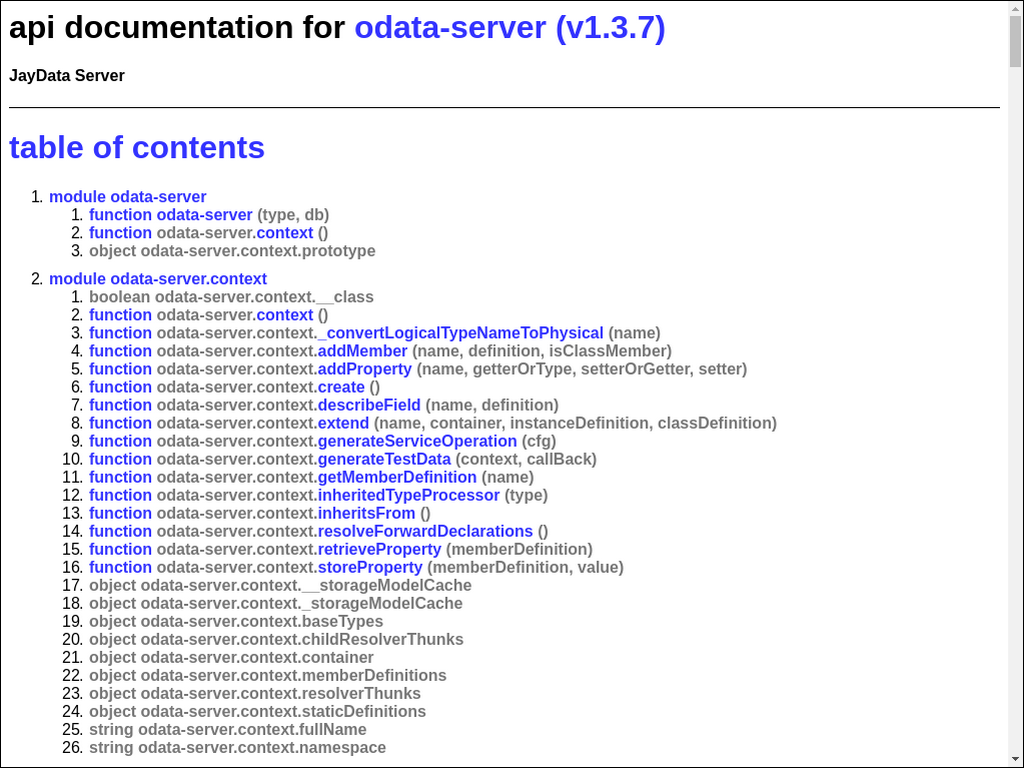 api documentation for odata-server (v1.3.7)
JayData Server
table of contents
1. module odata-server
1. function odata-server (type, db)
2. function odata-server.context ()
3. object odata-server.context.prototype
2. module odata-server.context
1. boolean odata-server.context.__class
2. function odata-server.context ()
3. function odata-server.context._convertLogicalTypeNameToPhysical (name)
4. function odata-server.context.addMember (name, definition, isClassMember)
5. function odata-server.context.addProperty (name, getterOrType, setterOrGetter, setter)
6. function odata-server.context.create ()
7. function odata-server.context.describeField (name, definition)
8. function odata-server.context.extend (name, container, instanceDefinition, classDefinition)
9. function odata-server.context.generateServiceOperation (cfg)
10. function odata-server.context.generateTestData (context, callBack)
11. function odata-server.context.getMemberDefinition (name)
12. function odata-server.context.inheritedTypeProcessor (type)
13. function odata-server.context.inheritsFrom ()
14. function odata-server.context.resolveForwardDeclarations ()
15. function odata-server.context.retrieveProperty (memberDefinition)
16. function odata-server.context.storeProperty (memberDefinition, value)
17. object odata-server.context.__storageModelCache
18. object odata-server.context._storageModelCache
19. object odata-server.context.baseTypes
20. object odata-server.context.childResolverThunks
21. object odata-server.context.container
22. object odata-server.context.memberDefinitions
23. object odata-server.context.resolverThunks
24. object odata-server.context.staticDefinitions
25. string odata-server.context.fullName
26. string odata-server.context.namespace